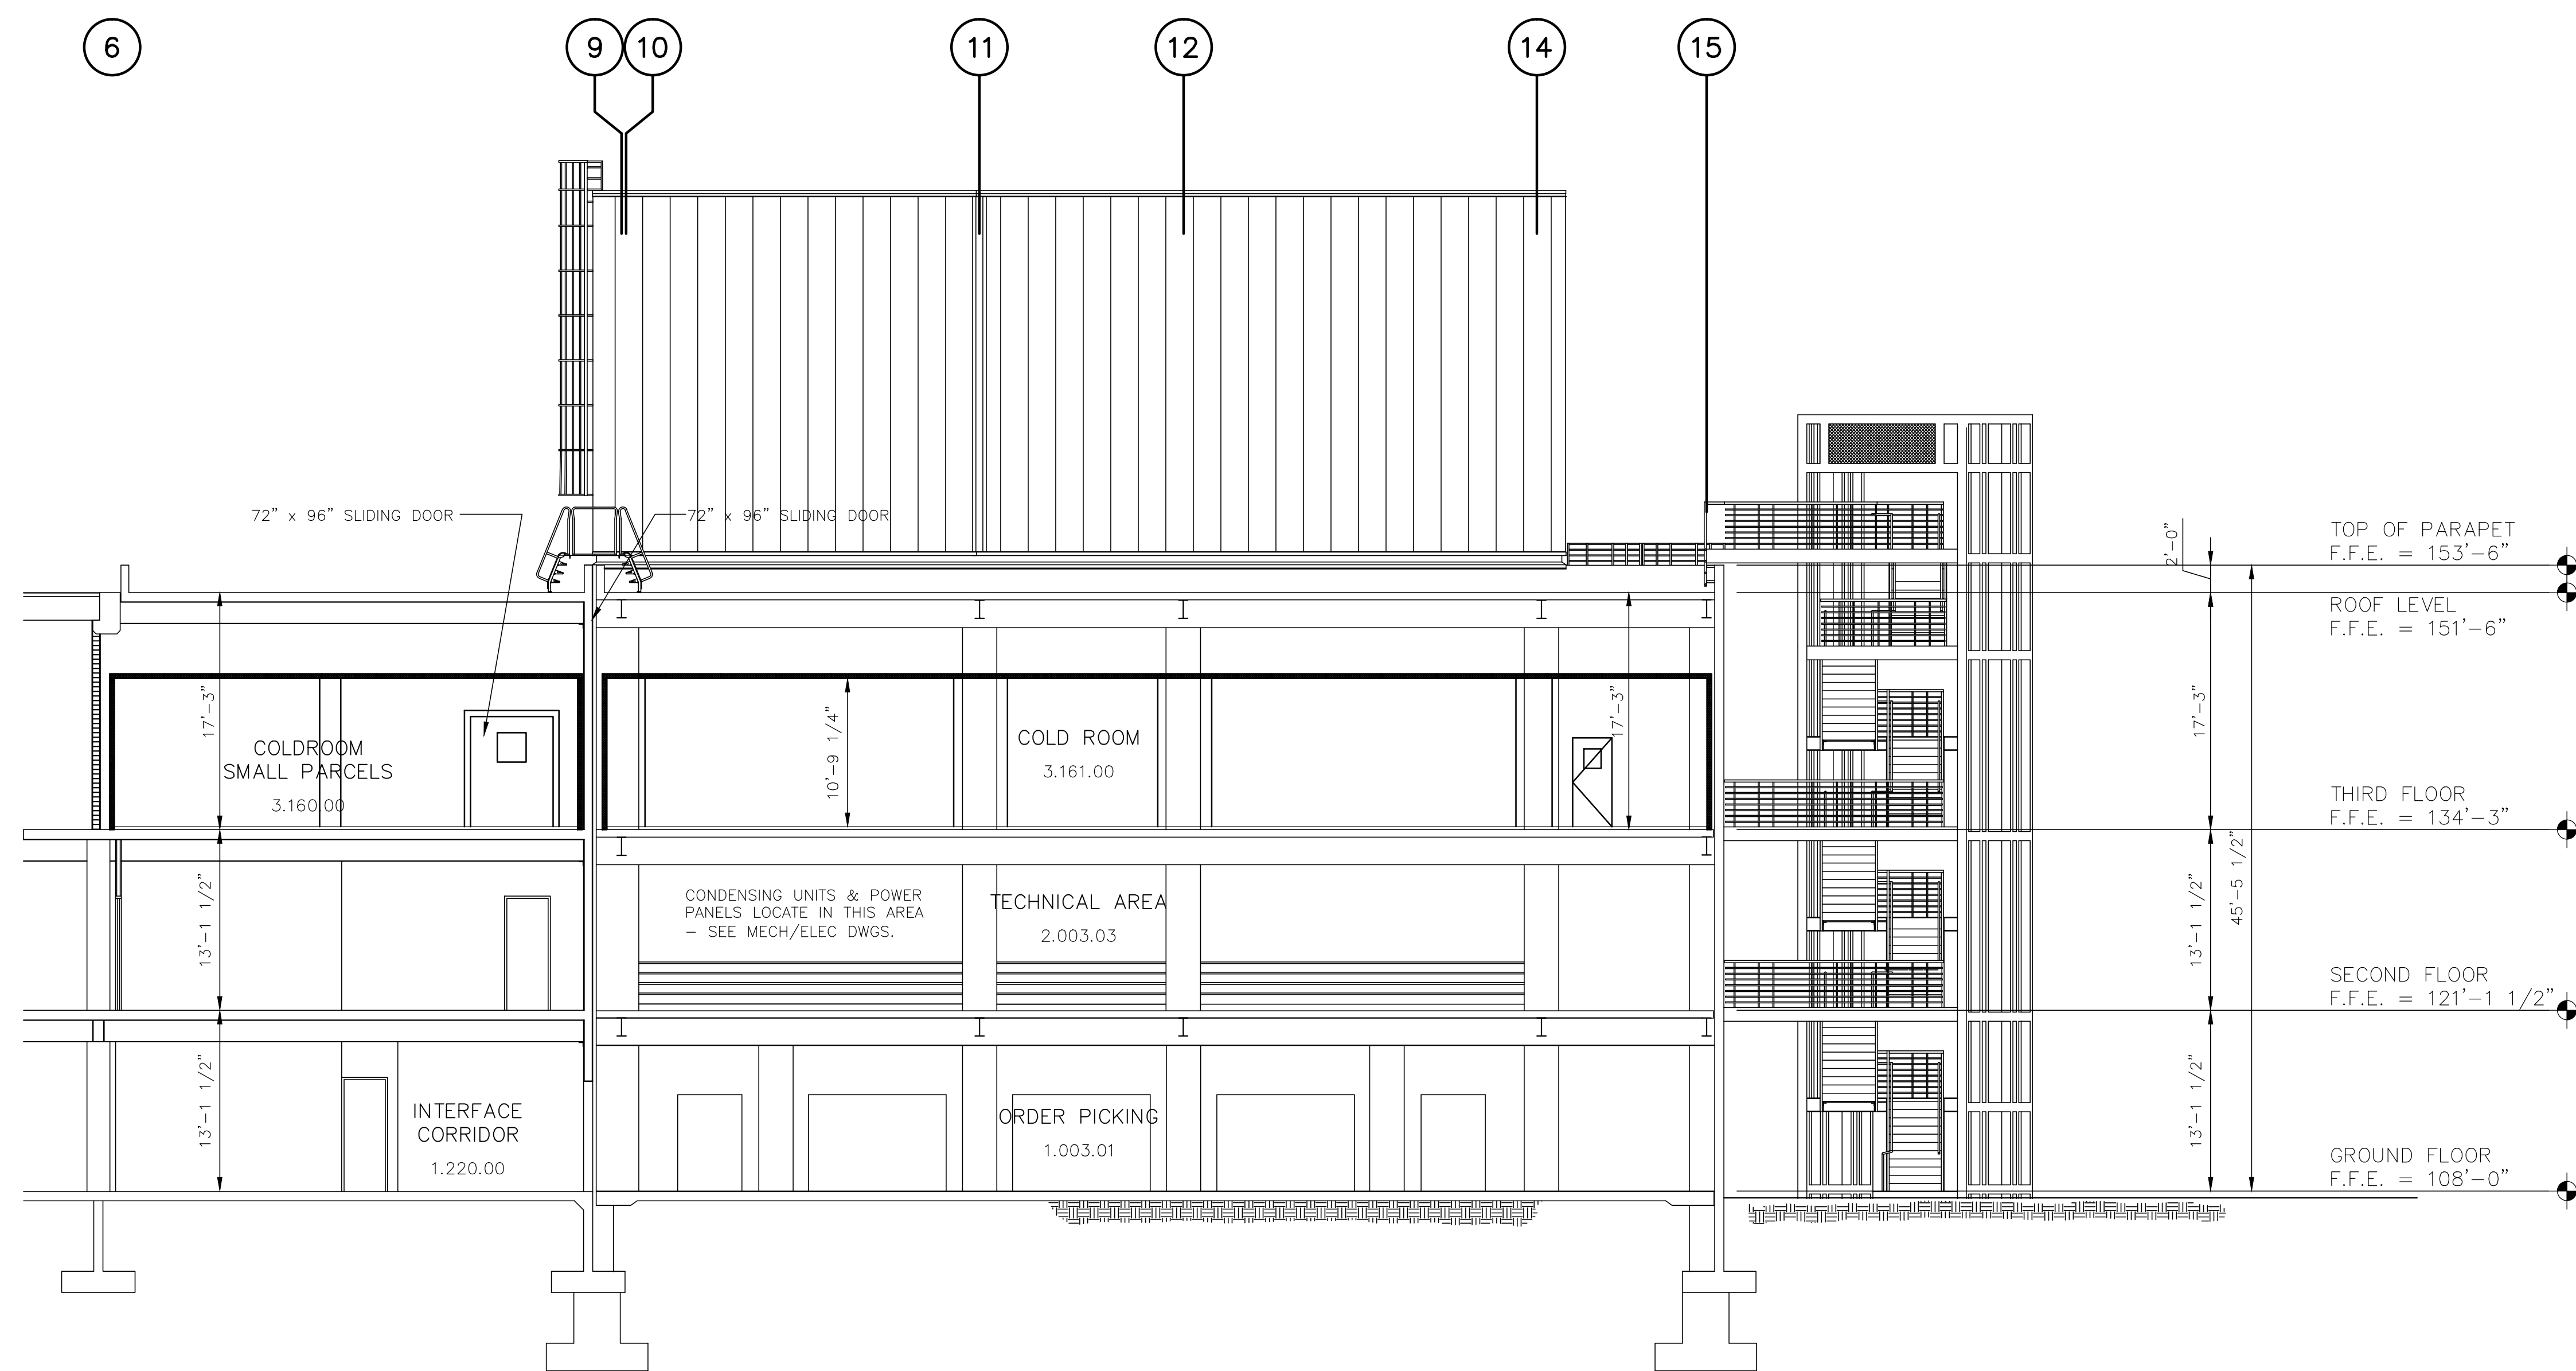 6
9
10
11
12
14
15
72" x 96" SLIDING DOOR
72" x 96" SLIDING DOOR
2'-0"
TOP OF PARAPET
F.F.E. = 153'-6"
ROOF LEVEL
F.F.E. = 151'-6"
17'-3"
COLDROOM
SMALL PARCELS
3.160.00
10'-9 1/4"
COLD ROOM
3.161.00
17'-3"
17'-3"
THIRD FLOOR
F.F.E. = 134'-3"
13'-1 1/2"
CONDENSING UNITS & POWER
PANELS LOCATE IN THIS AREA
- SEE MECH/ELEC DWGS.
TECHNICAL AREA
2.003.03
13'-1 1/2"
45'-5 1/2"
SECOND FLOOR
F.F.E. = 121'-1 1/2"
13'-1 1/2"
INTERFACE
CORRIDOR
1.220.00
ORDER PICKING
1.003.01
13'-1 1/2"
GROUND FLOOR
F.F.E. = 108'-0"